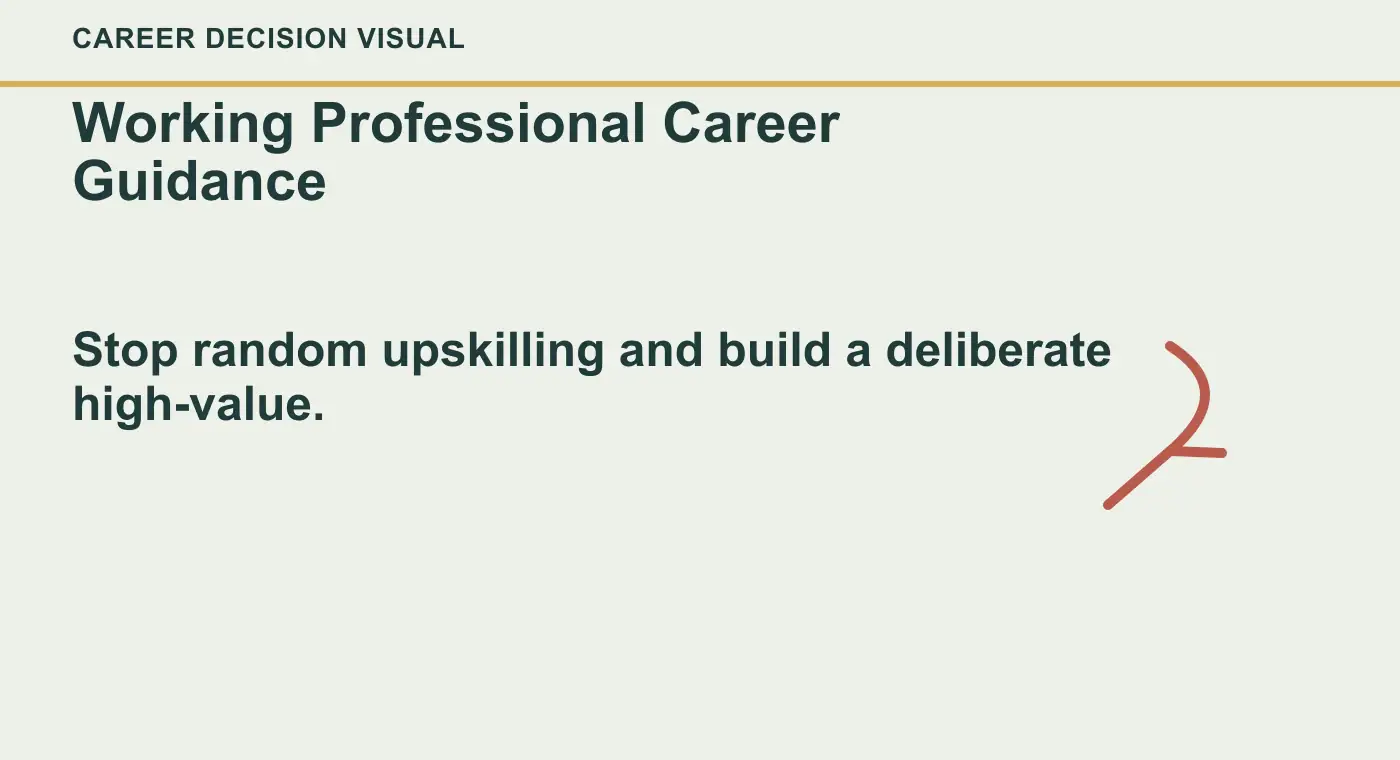 CAREER DECISION VISUAL
Working Professional Career
Guidance
Stop random upskilling and build a deliberate
high-value.